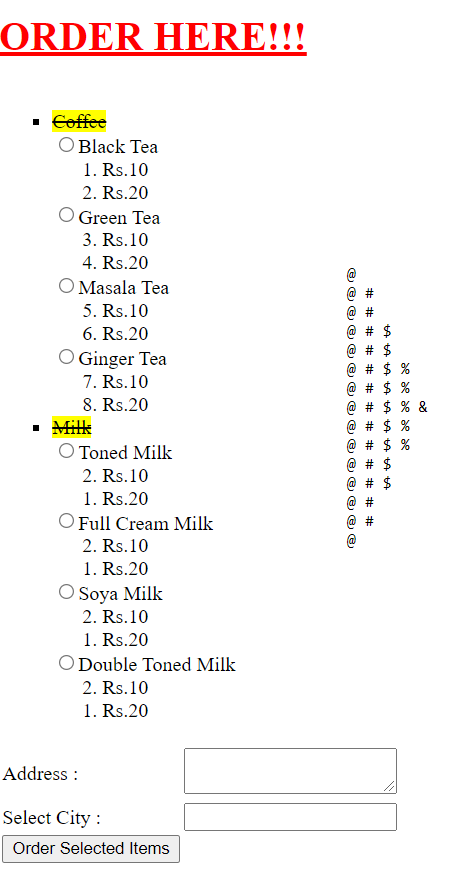 ORDER HERE!!!
Coffee
Black Tea
1. Rs.10
2. Rs.20
Green Tea
3. Rs.10
4. Rs.20
Masala Tea
5. Rs.10
6. Rs.20
Ginger Tea
7. Rs.10
8. Rs.20
Milk
Toned Milk
2. Rs.10
1. Rs.20
Full Cream Milk
2. Rs.10
1. Rs.20
Soya Milk
2. Rs.10
1. Rs.20
Double Toned Milk
2. Rs.10
1. Rs.20
@
@ #
@ #
@ # $
@ # $
@ # $ %
@ # $ %
@ # $ % &
@ # $ %
@ # $ %
@ # $
@ # $
@ #
@ #
@
Address :
Select City :
Order Selected Items